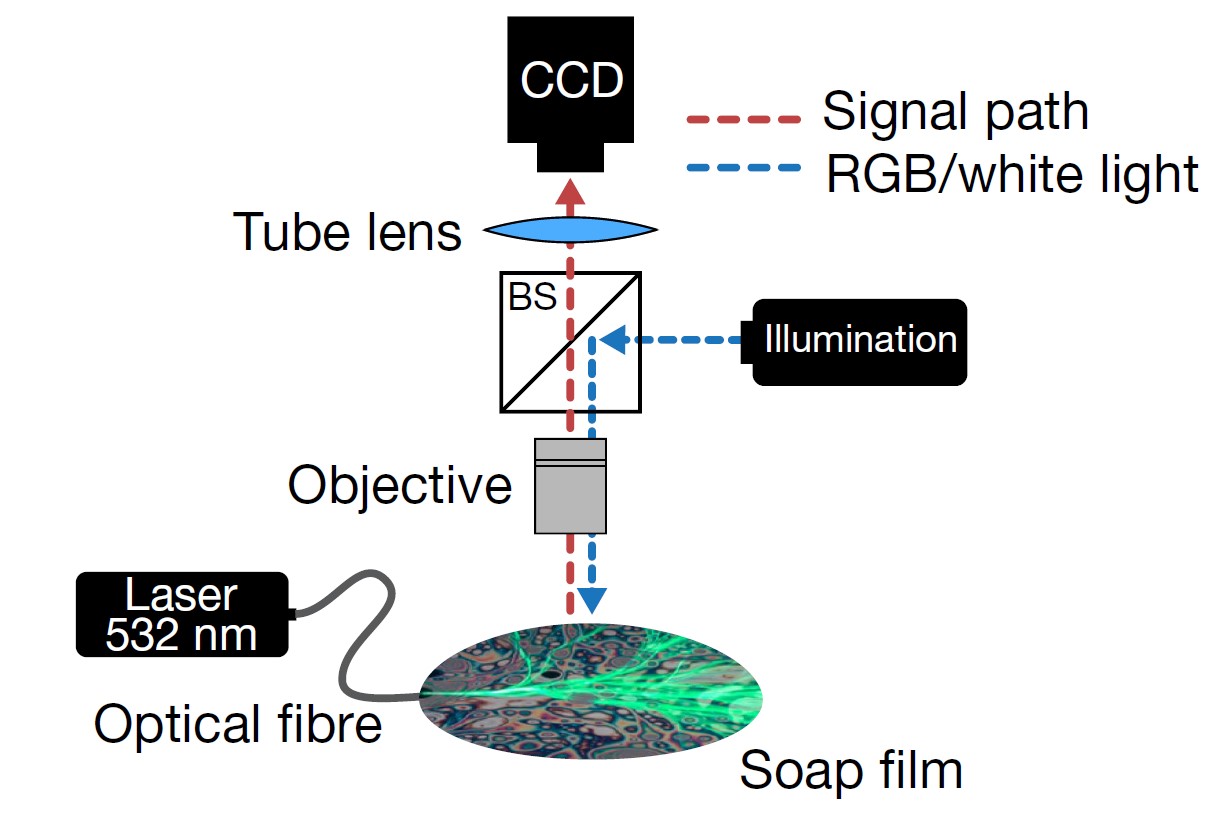 CCD
Signal path
RGB/white light
Tube lens
BS
Illumination
Objective
Laser
532 nm
Optical fibre
Soap film